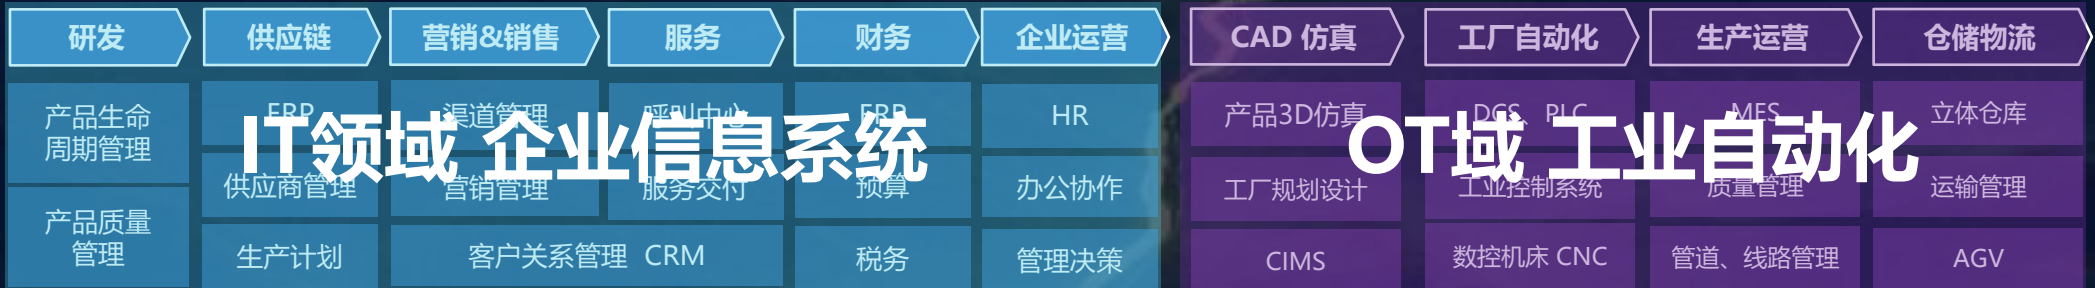 研发
供应链
营销&销售
服务
财务
企业运营
CAD 仿真
工厂自动化
生产运营
仓储物流
产品生命
周期管理
产品质量
管理
ERP
供应商管理
生产计划
渠道管理
营销管理
呼叫中心
服务交付
客户关系管理 CRM
ERP
预算
税务
HR
办公协作
管理决策
IT领域 企业信息系统
产品3D仿真
工厂规划设计
CIMS
DCS、PLC
工业控制系统
数控机床 CNC
MES
质量管理
管道、线路管理
立体仓库
运输管理
AGV
OT域 工业自动化